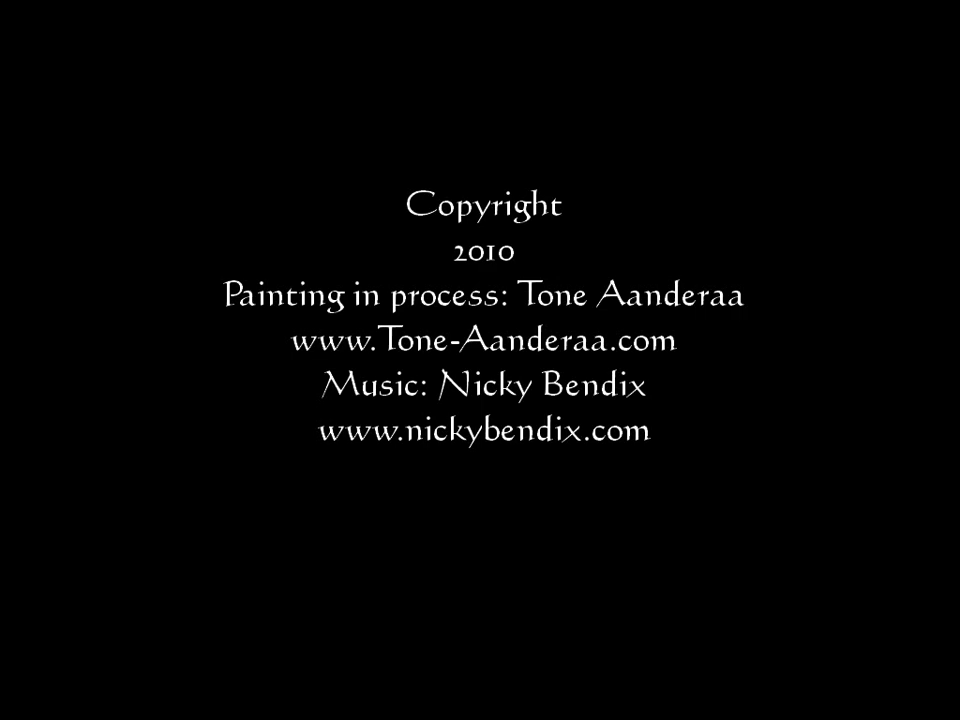 Copyright
2010
Painting in process: Tone Aanderaa
www.Tone-Aanderaa.com
Music: Nicky Bendix
www.nickybendix.com